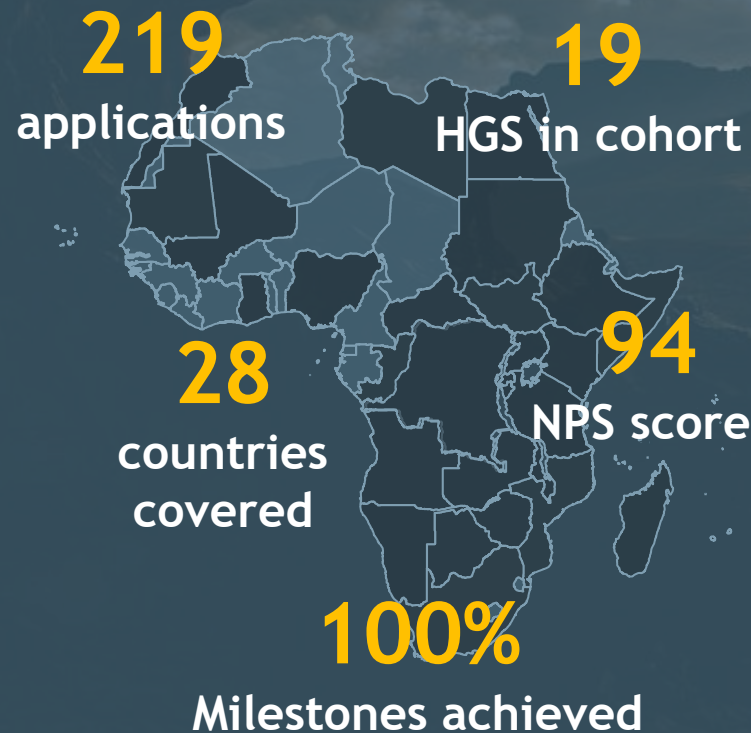 219
applications
19
HGS in cohort
28
countries
covered
94
NPS score
100%
Milestones achieved